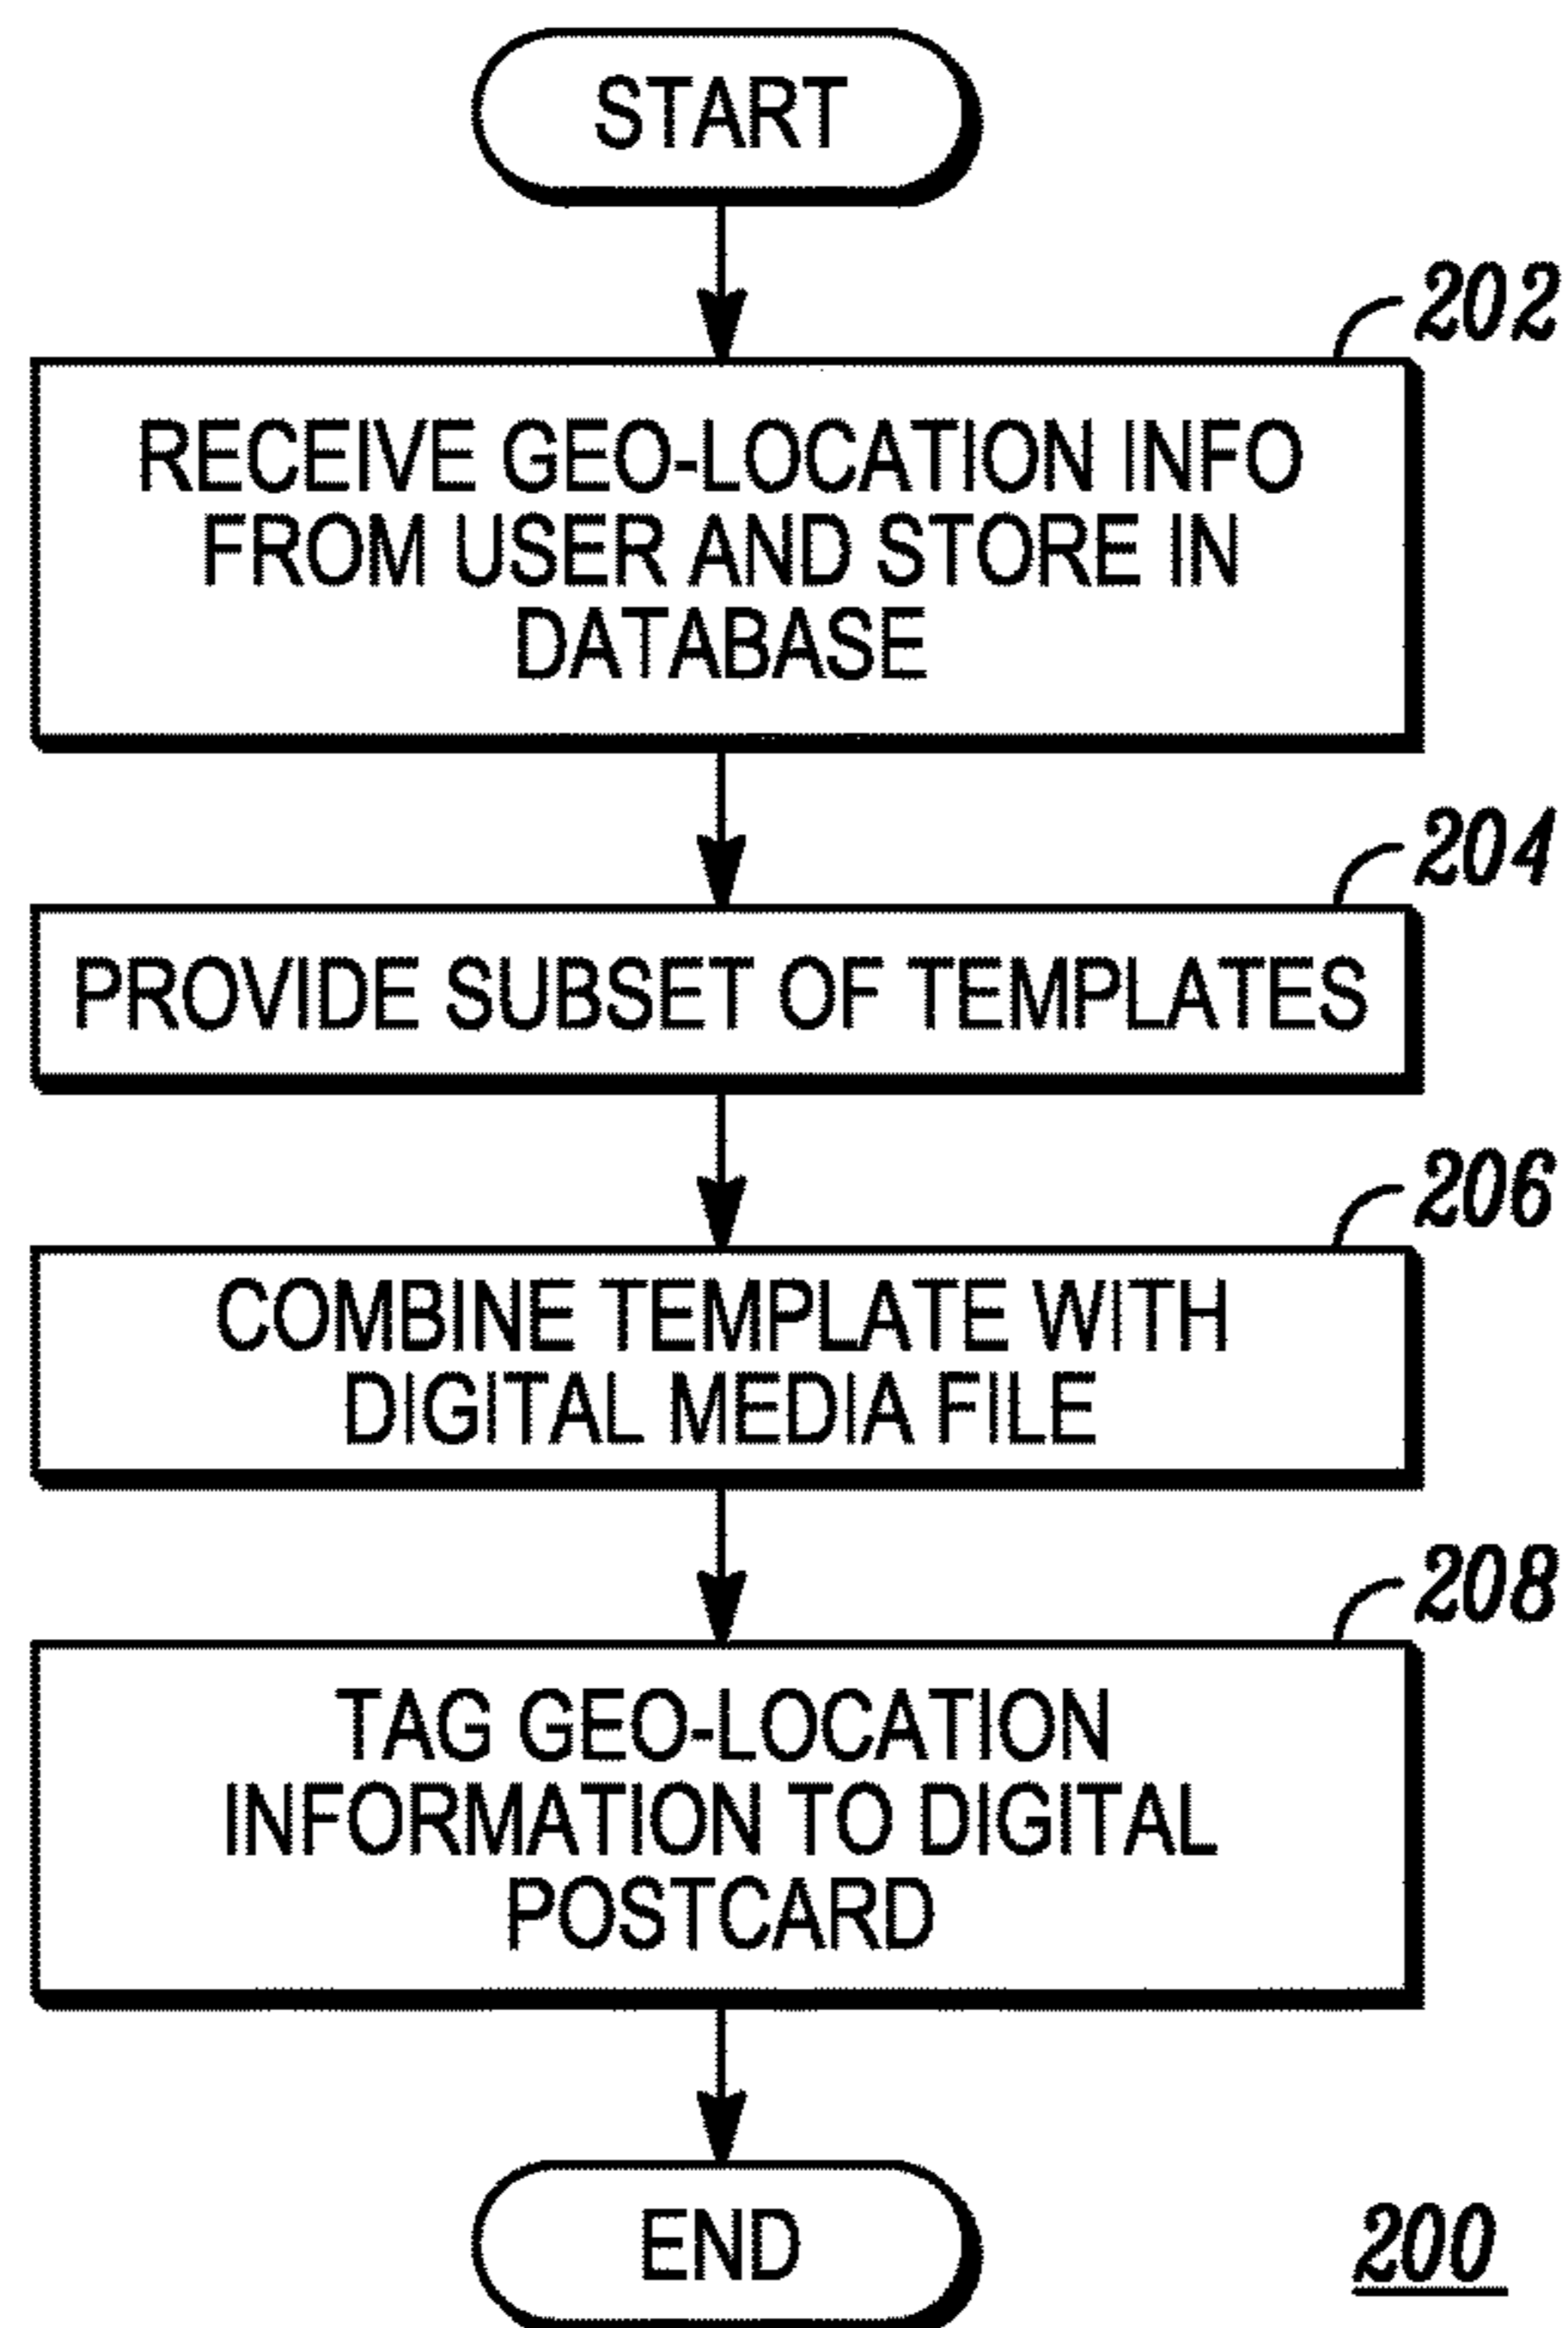 START
202
RECEIVE GEO-LOCATION INFO
FROM USER AND STORE IN
DATABASE
204
PROVIDE SUBSET OF TEMPLATES
206
COMBINE TEMPLATE WITH
DIGITAL MEDIA FILE
208
TAG GEO-LOCATION
INFORMATION TO DIGITAL
POSTCARD
END
200